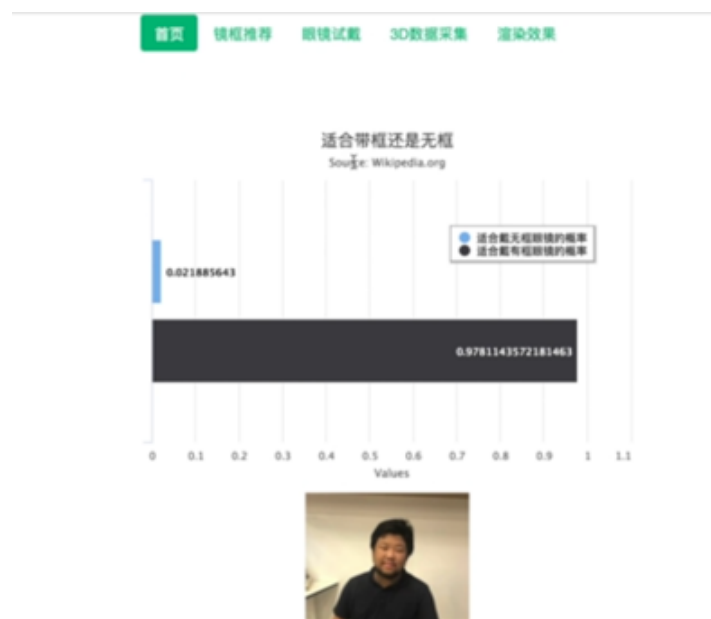 首页 镜框推荐 眼镜试戴 3D数据采集 渲染效果
适合带框还是无框
Source: Wikipedia.org
适合戴无框眼镜的概率
适合戴有框眼镜的概率
0.021885643
0.9781143572181463
0 0.1 0.2 0.3 0.4 0.5 0.6 0.7 0.8 0.9 1 1.1
Values